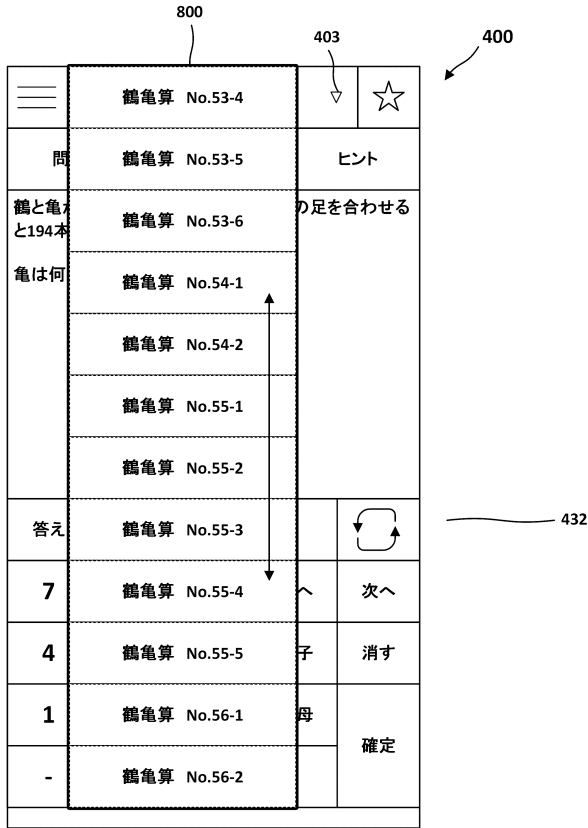 800
403
400
鶴亀算 No.53-4
問
鶴亀算 No.53-5
ヒント
鶴と亀が
鶴亀算 No.53-6
の足を合わせる
と194本
亀は何
鶴亀算 No.54-1
鶴亀算 No.54-2
鶴亀算 No.55-1
鶴亀算 No.55-2
答え
鶴亀算 No.55-3
432
7
鶴亀算 No.55-4
へ
次へ
4
鶴亀算 No.55-5
子
消す
1
鶴亀算 No.56-1
母
確定
-
鶴亀算 No.56-2